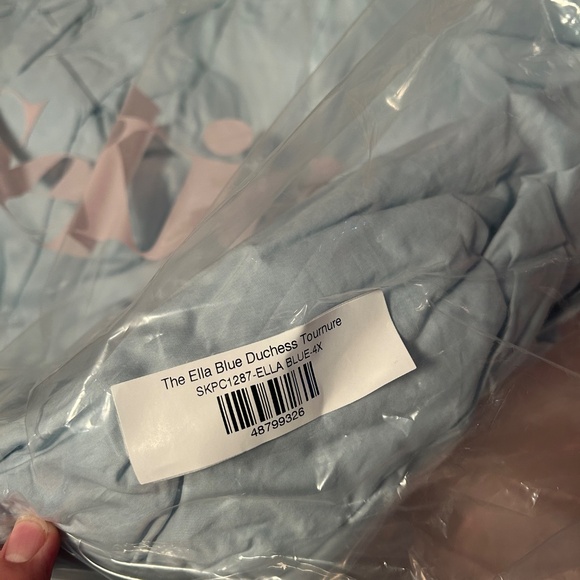 The Ella Blue Duchess Tournure
SKPC1287-ELLA BLUE-4X
48799326